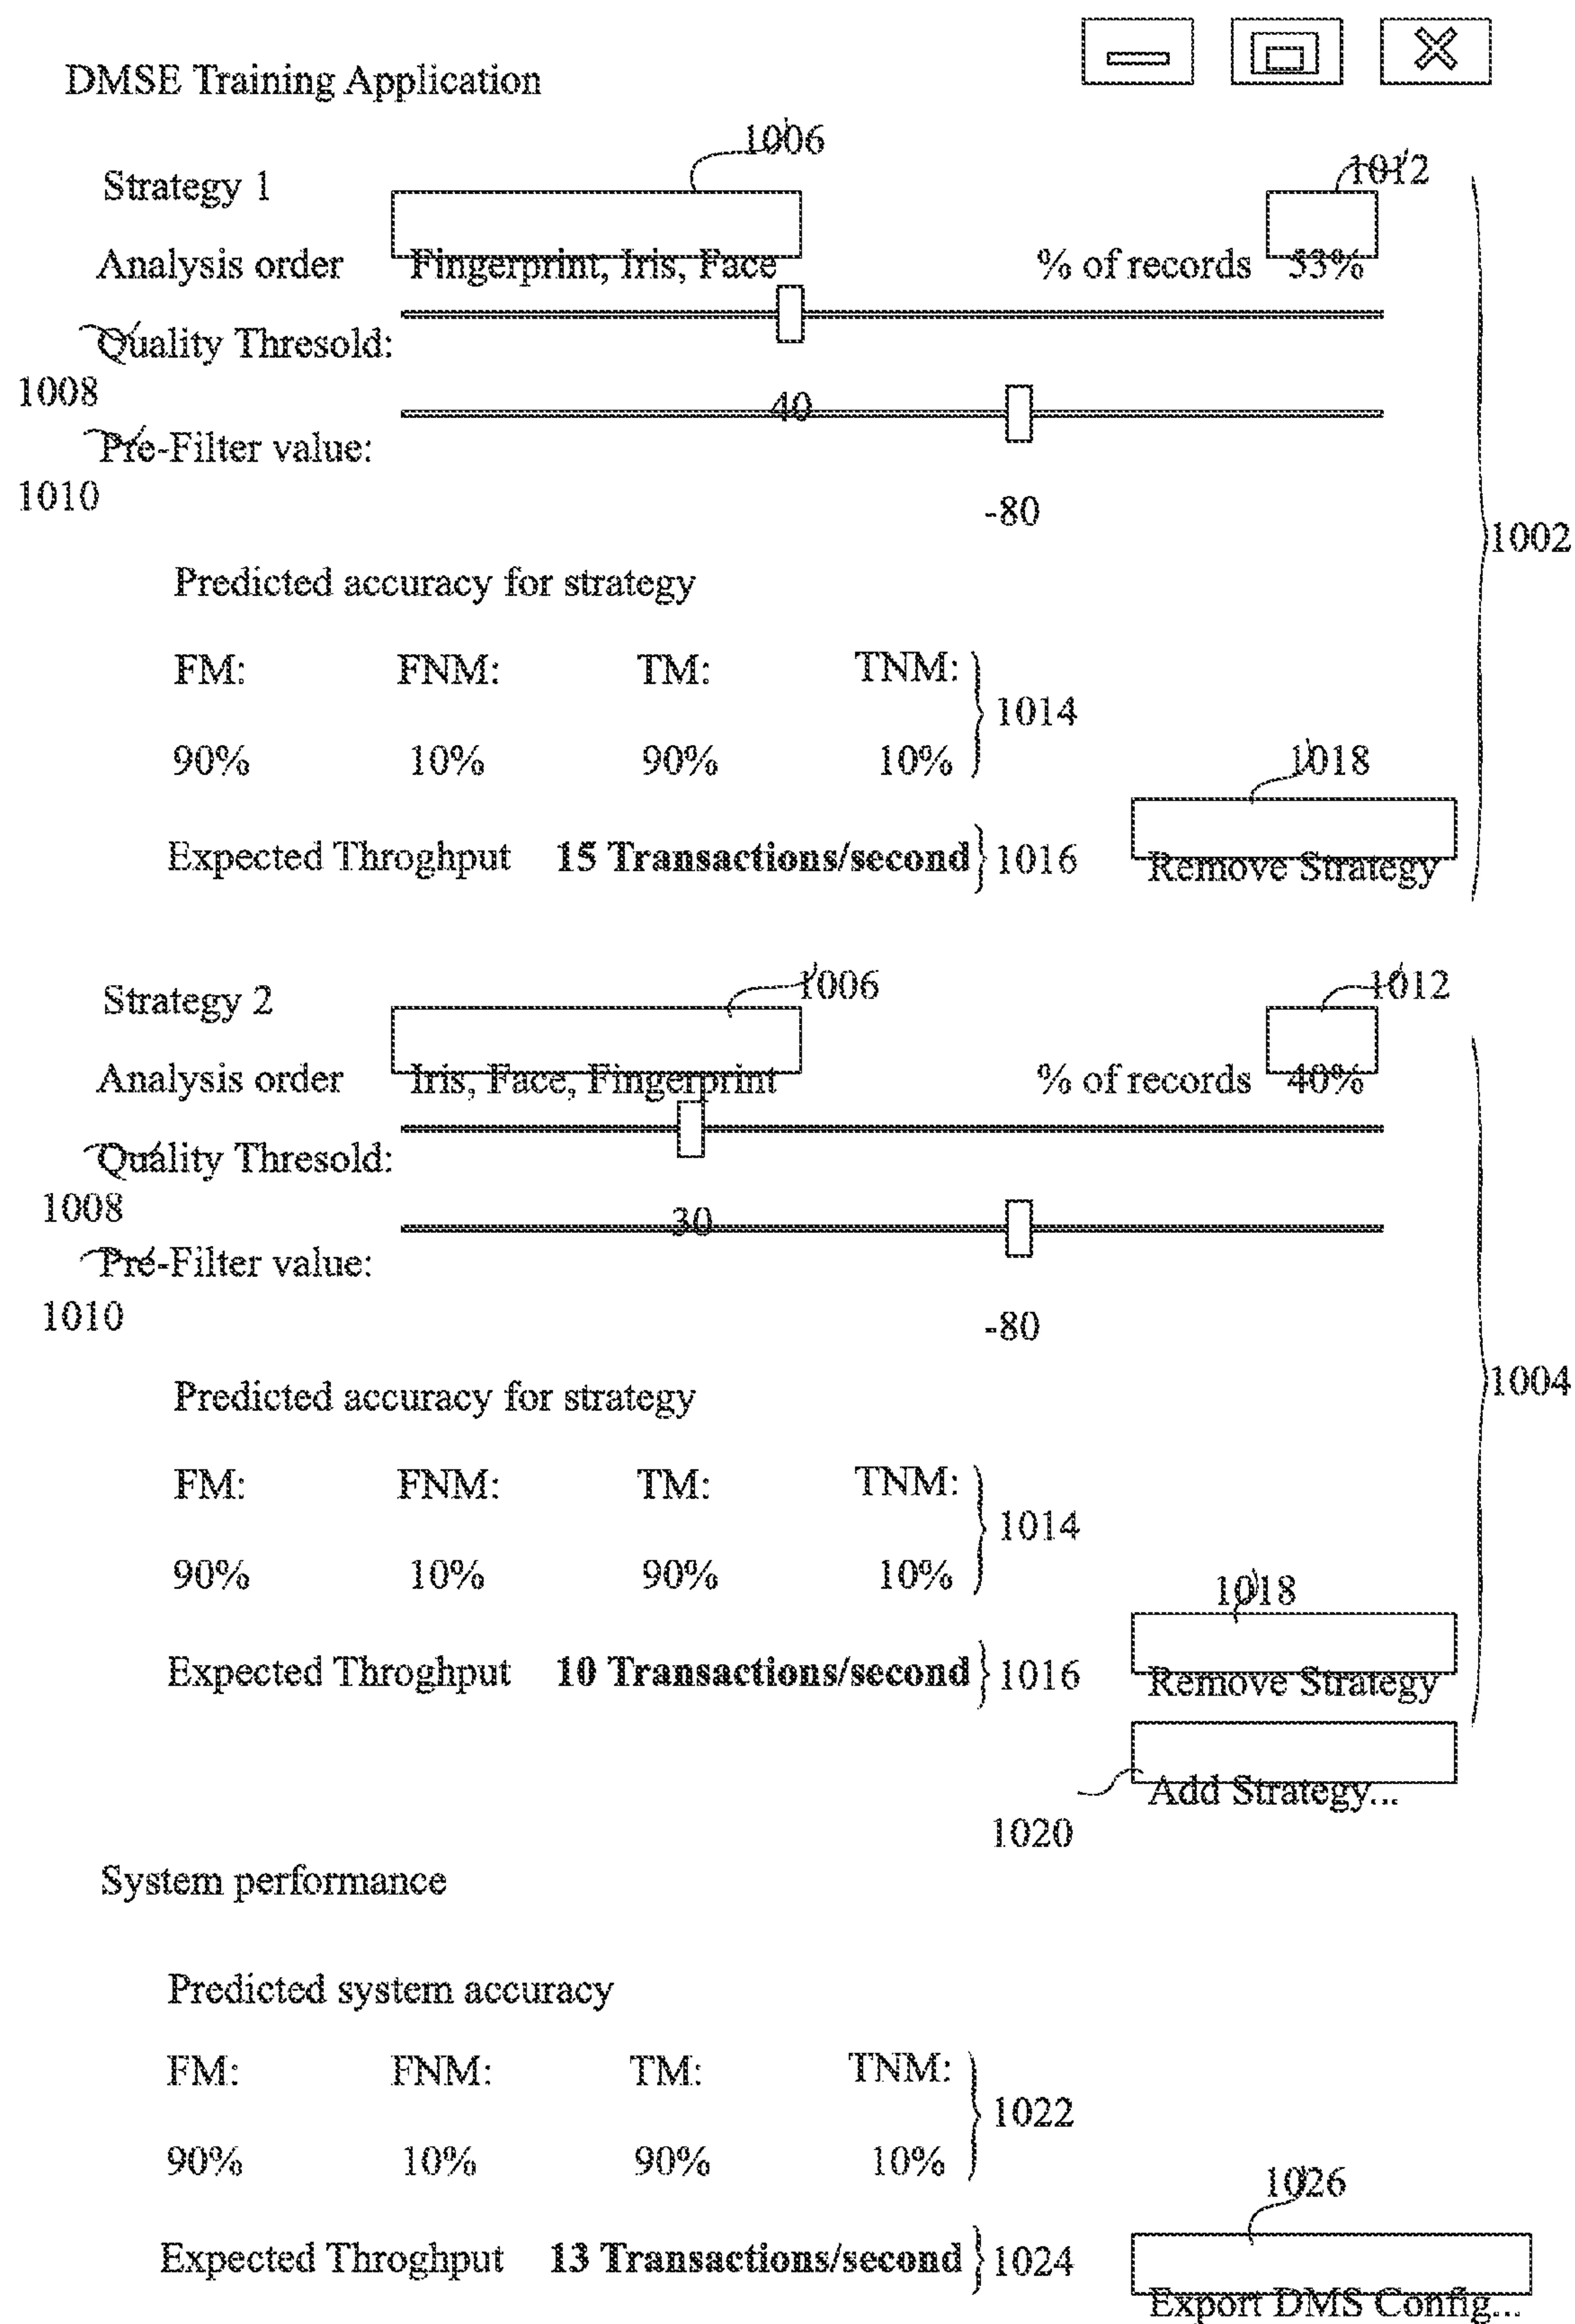 DMSE Training Application
1006
1012
Strategy 1
Analysis order Fingerprint, Iris, Face % of records 53%
Quality Thresold:
1008
40
Pre-Filter value:
1010
-80
1002
Predicted accuracy for strategy
FM: FNM: TM: TNM:
1014
90% 10% 90% 10%
1018
Expected Throghput 15 Transactions/second 1016 Remove Strategy
1006
1012
Strategy 2
Analysis order Iris, Face, Fingerprint % of records 40%
Quality Thresold:
1008
30
Pre-Filter value:
1010
-80
1004
Predicted accuracy for strategy
FM: FNM: TM: TNM:
1014
90% 10% 90% 10%
1018
Expected Throghput 10 Transactions/second 1016 Remove Strategy
Add Strategy...
1020
System performance
Predicted system accuracy
FM: FNM: TM: TNM:
1022
90% 10% 90% 10%
1026
Expected Throghput 13 Transactions/second 1024
Export DMS Config...